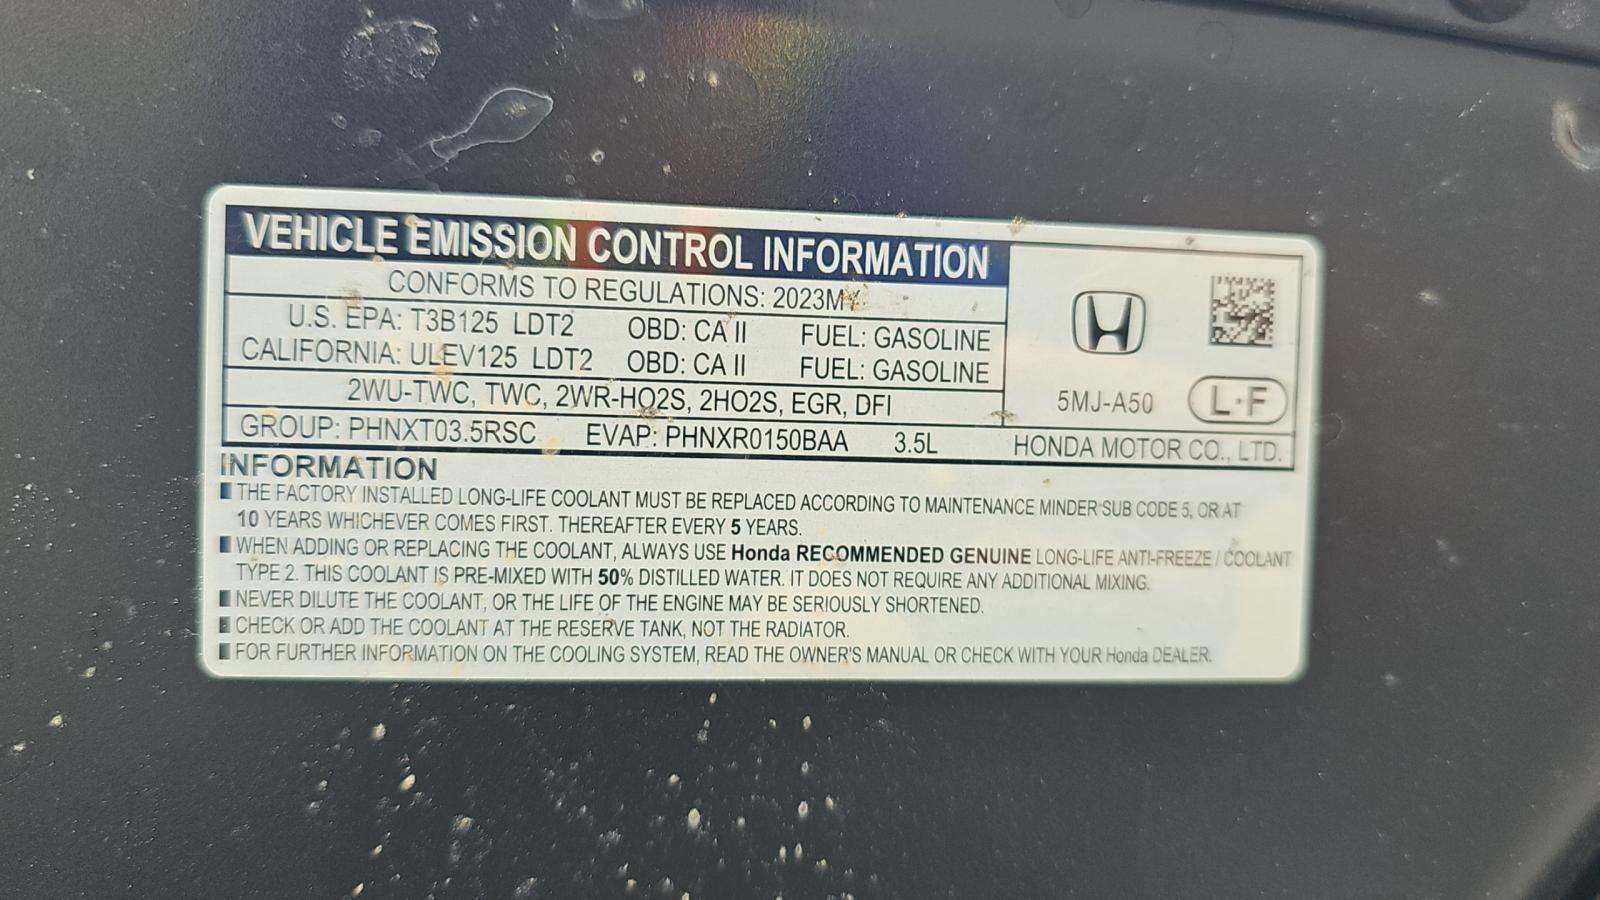 VEHICLE EMISSION CONTROL INFORMATION
CONFORMS TO REGULATIONS: 2023MY
U.S. EPA: T3B125 LDT2 OBD: CA II FUEL: GASOLINE
CALIFORNIA: ULEV125 LDT2 OBD: CA II FUEL: GASOLINE
2WU-TWC, TWC, 2WR-HO2S, 2HO2S, EGR, DFI
5MJ-A50 L·F
GROUP: PHNXT03.5RSC EVAP: PHNXR0150BAA 3.5L HONDA MOTOR CO., LTD.
INFORMATION
THE FACTORY INSTALLED LONG-LIFE COOLANT MUST BE REPLACED ACCORDING TO MAINTENANCE MINDER SUB CODE 5, OR AT
10 YEARS WHICHEVER COMES FIRST. THEREAFTER EVERY 5 YEARS.
WHEN ADDING OR REPLACING THE COOLANT, ALWAYS USE Honda RECOMMENDED GENUINE LONG-LIFE ANTI-FREEZE / COOLANT
TYPE 2. THIS COOLANT IS PRE-MIXED WITH 50% DISTILLED WATER. IT DOES NOT REQUIRE ANY ADDITIONAL MIXING.
NEVER DILUTE THE COOLANT, OR THE LIFE OF THE ENGINE MAY BE SERIOUSLY SHORTENED.
CHECK OR ADD THE COOLANT AT THE RESERVE TANK, NOT THE RADIATOR.
FOR FURTHER INFORMATION ON THE COOLING SYSTEM, READ THE OWNER'S MANUAL OR CHECK WITH YOUR Honda DEALER.